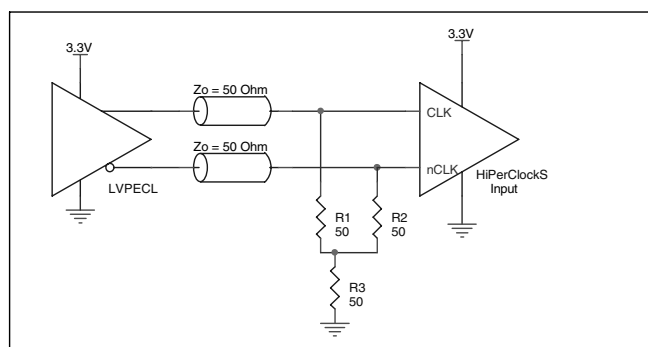 3.3V
3.3V
Zo = 50 Ohm
CLK
Zo = 50 Ohm
nCLK
LVPECL
HiPerClockS
Input
R1
50
R2
50
R3
50